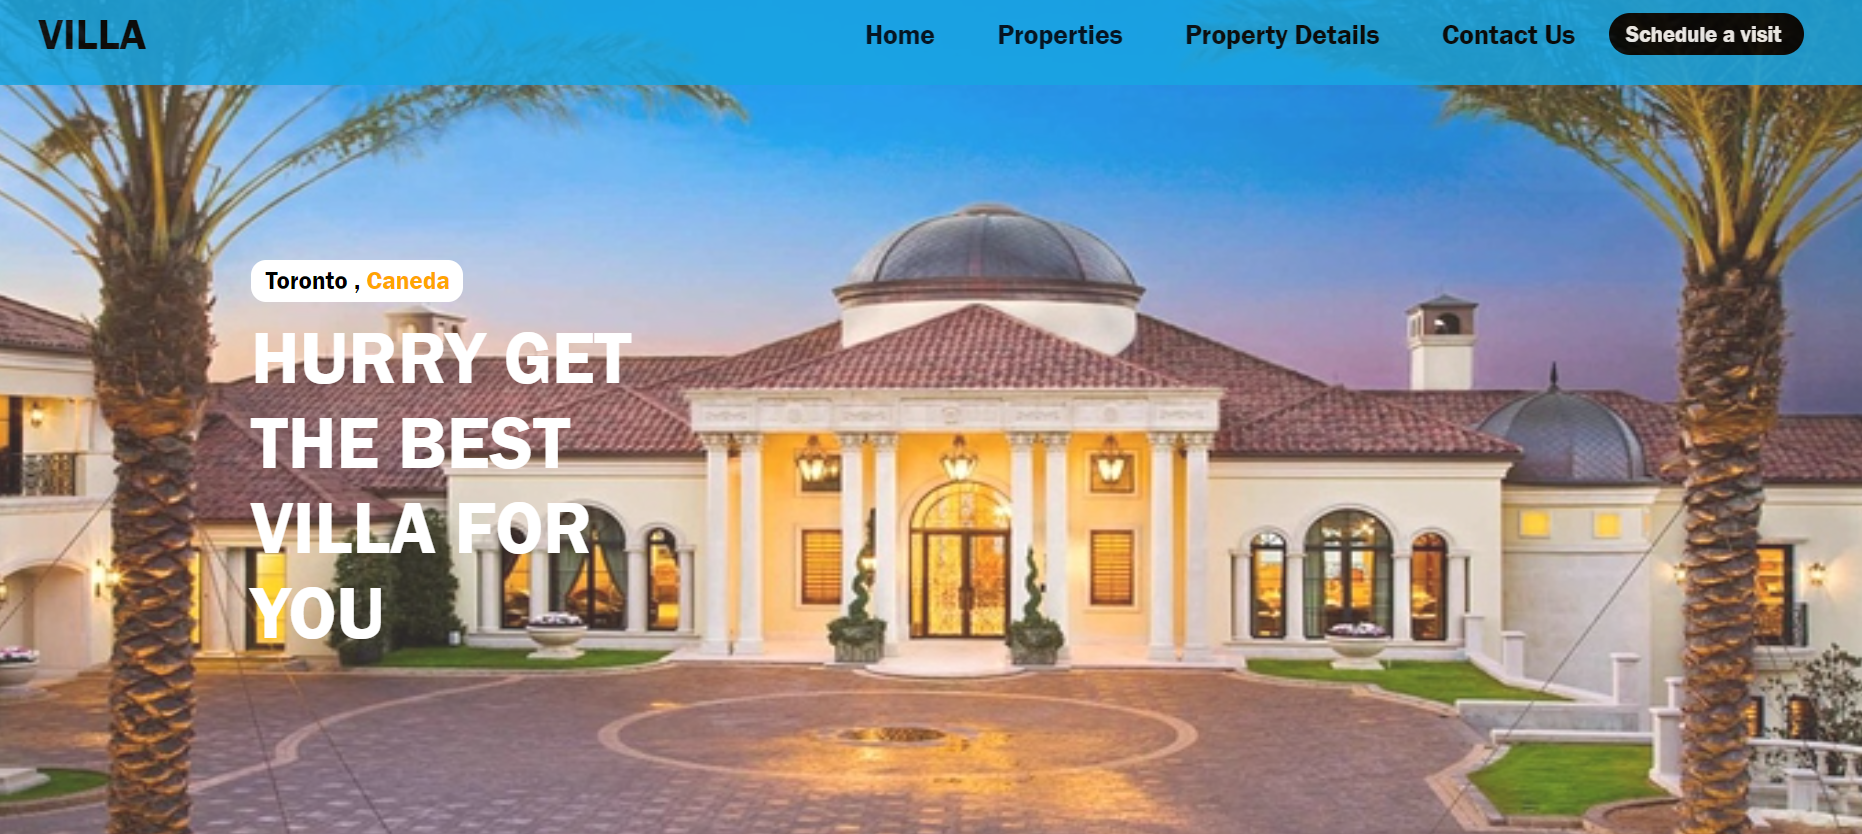 VILLA
Home Properties Property Details Contact Us Schedule a visit
Toronto , Caneda
HURRY GET
THE BEST
VILLA FOR
YOU